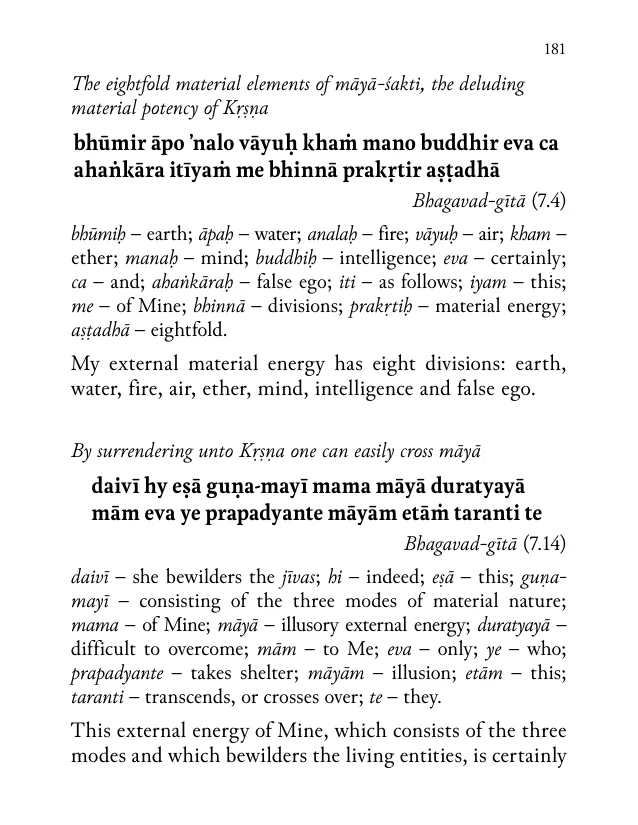 181
The eightfold material elements of māyā-śakti, the deluding
material potency of Kṛṣṇa
bhūmir āpo ’nalo vāyuḥ khaṁ mano buddhir eva ca
ahaṅkāra itīyaṁ me bhinnā prakṛtir aṣṭadhā
Bhagavad-gītā (7.4)
bhūmiḥ – earth; āpaḥ – water; analaḥ – fire; vāyuḥ – air; kham –
ether; manaḥ – mind; buddhiḥ – intelligence; eva – certainly;
ca – and; ahaṅkāraḥ – false ego; iti – as follows; iyam – this;
me – of Mine; bhinnā – divisions; prakṛtiḥ – material energy;
aṣṭadhā – eightfold.
My external material energy has eight divisions: earth,
water, fire, air, ether, mind, intelligence and false ego.
By surrendering unto Kṛṣṇa one can easily cross māyā
daivī hy eṣā guṇa-mayī mama māyā duratyayā
mām eva ye prapadyante māyām etāṁ taranti te
Bhagavad-gītā (7.14)
daivī – she bewilders the jīvas; hi – indeed; eṣā – this; guṇa-
mayī – consisting of the three modes of material nature;
mama – of Mine; māyā – illusory external energy; duratyayā –
difficult to overcome; mām – to Me; eva – only; ye – who;
prapadyante – takes shelter; māyām – illusion; etām – this;
taranti – transcends, or crosses over; te – they.
This external energy of Mine, which consists of the three
modes and which bewilders the living entities, is certainly